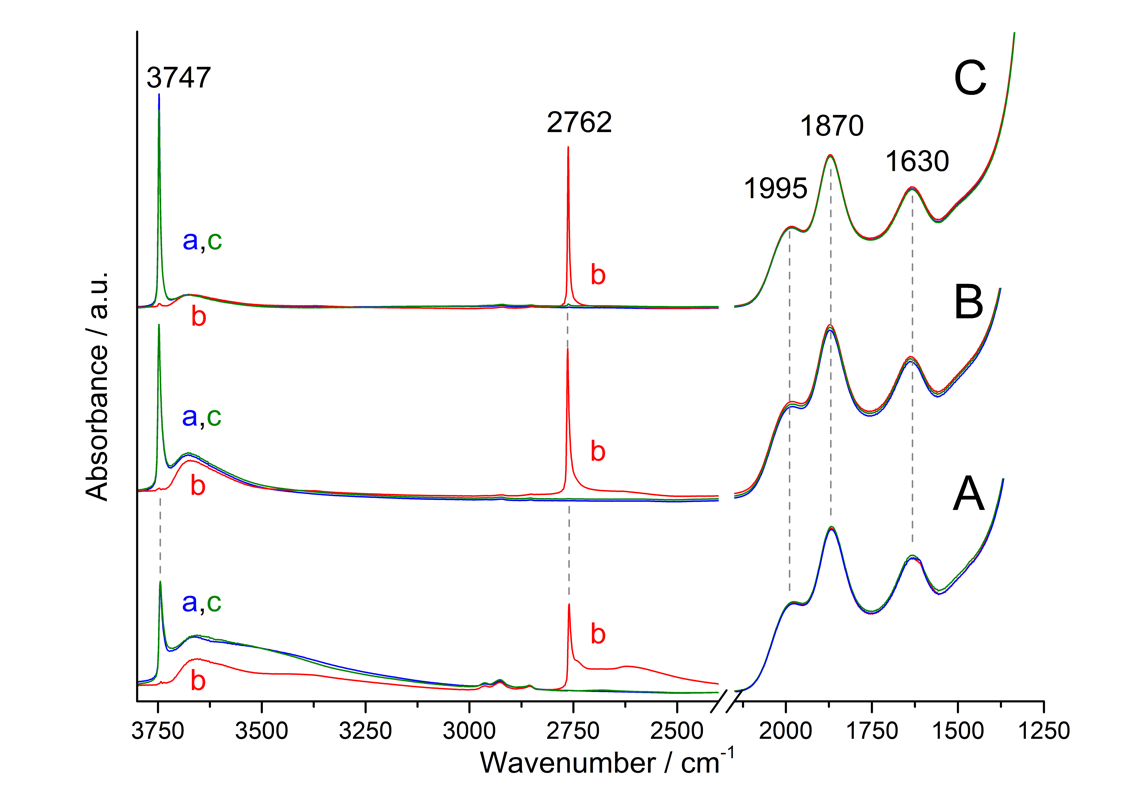 C
3747
2762
1870
1630
1995
a,c
b
b
B
a,c
b
b
A
a,c
b
b
Absorbance / a.u.
3750 3500 3250 3000 2750 2500 2000 1750 1500 1250
Wavenumber / cm⁻¹